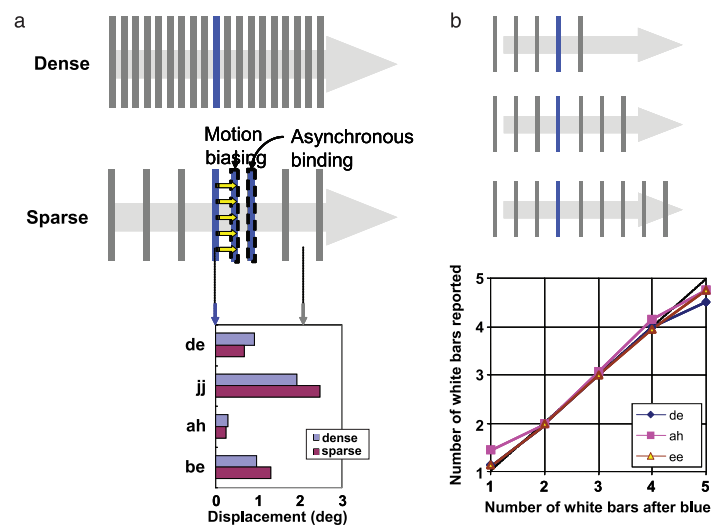 a
Dense
Motion
biasing
Asynchronous
binding
Sparse
de
jj
ah
be
dense
sparse
0
1
2
3
Displacement (deg)
b
Number of white bars reported
5
4
3
2
1
de
ah
ee
1
2
3
4
5
Number of white bars after blue